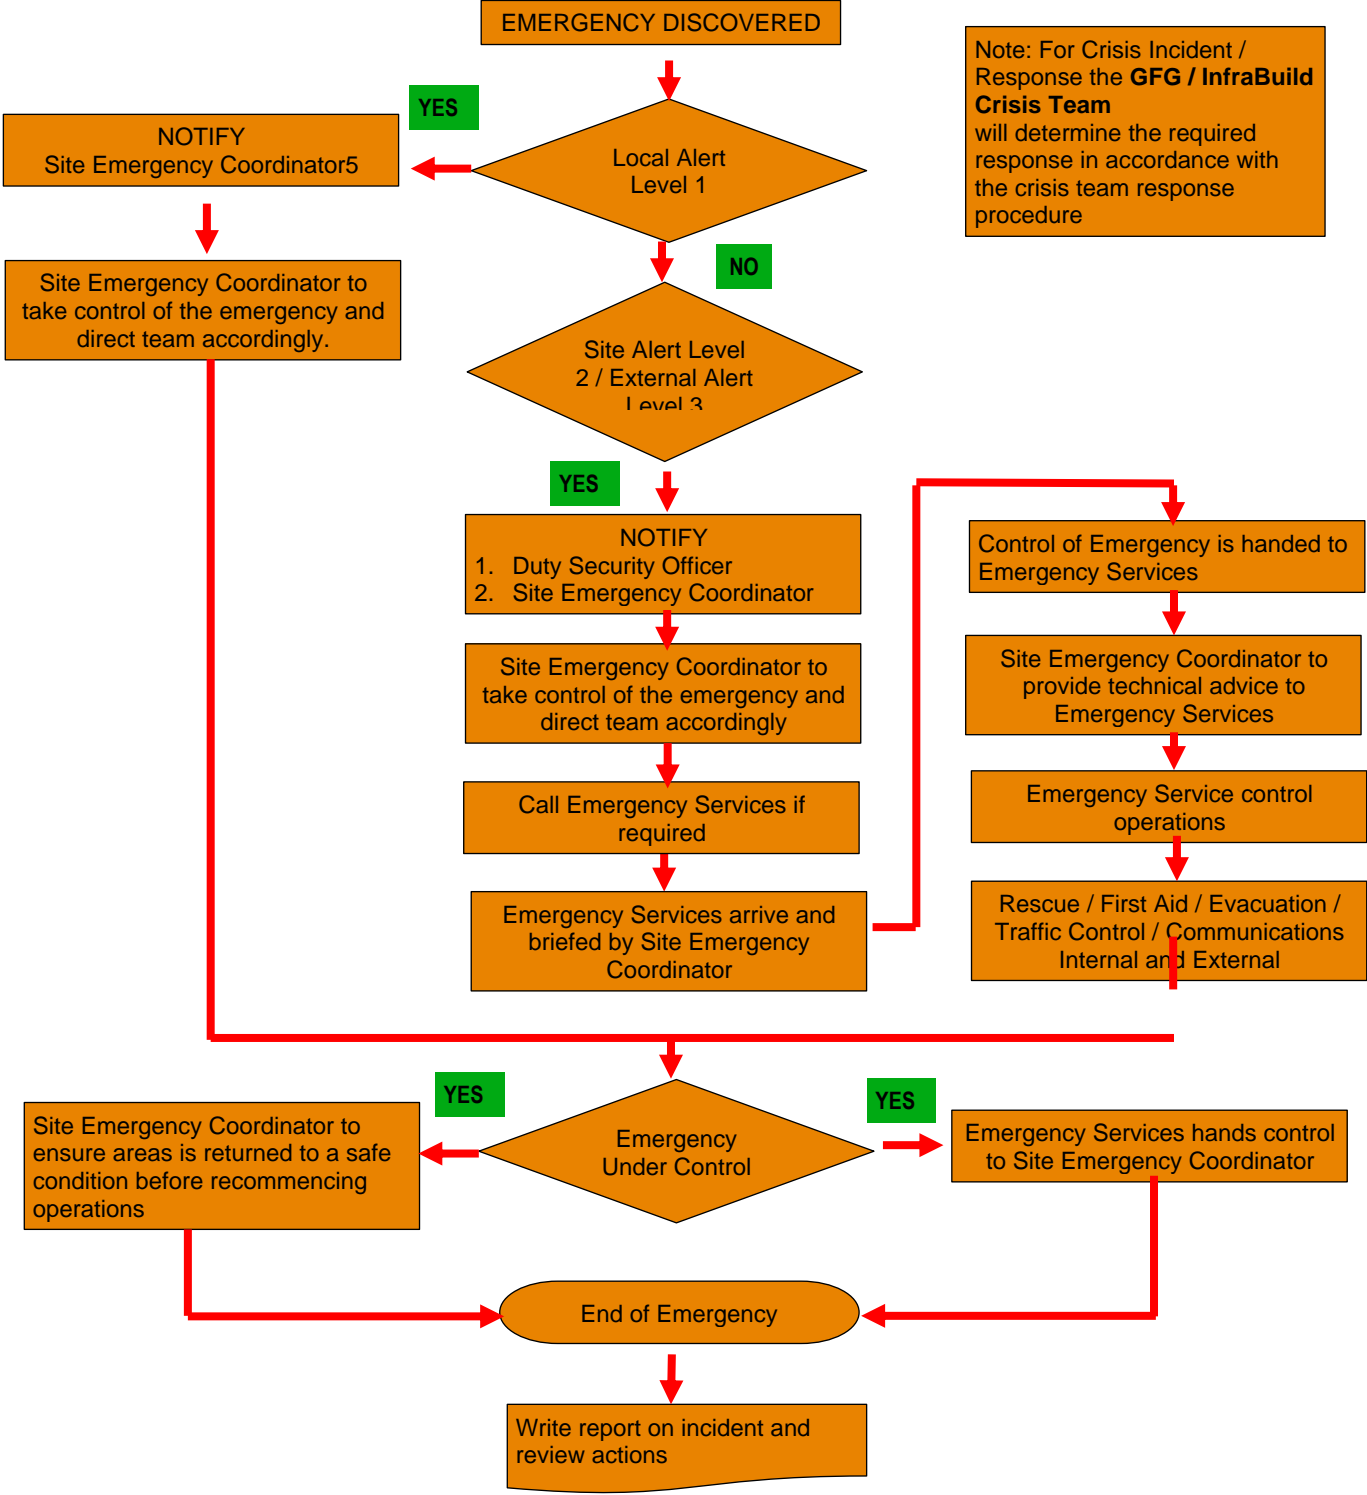 EMERGENCY DISCOVERED
Note: For Crisis Incident /
Response the GFG / InfraBuild
Crisis Team
will determine the required
response in accordance with
the crisis team response
procedure
YES
NOTIFY
Site Emergency Coordinator5
Local Alert
Level 1
NO
Site Emergency Coordinator to
take control of the emergency and
direct team accordingly.
Site Alert Level
2 / External Alert
Level 3
YES
NOTIFY
1. Duty Security Officer
2. Site Emergency Coordinator
Site Emergency Coordinator to
take control of the emergency and
direct team accordingly
Call Emergency Services if
required
Emergency Services arrive and
briefed by Site Emergency
Coordinator
Control of Emergency is handed to
Emergency Services
Site Emergency Coordinator to
provide technical advice to
Emergency Services
Emergency Service control
operations
Rescue / First Aid / Evacuation /
Traffic Control / Communications
Internal and External
YES
YES
Site Emergency Coordinator to
ensure areas is returned to a safe
condition before recommencing
operations
Emergency
Under Control
Emergency Services hands control
to Site Emergency Coordinator
End of Emergency
Write report on incident and
review actions